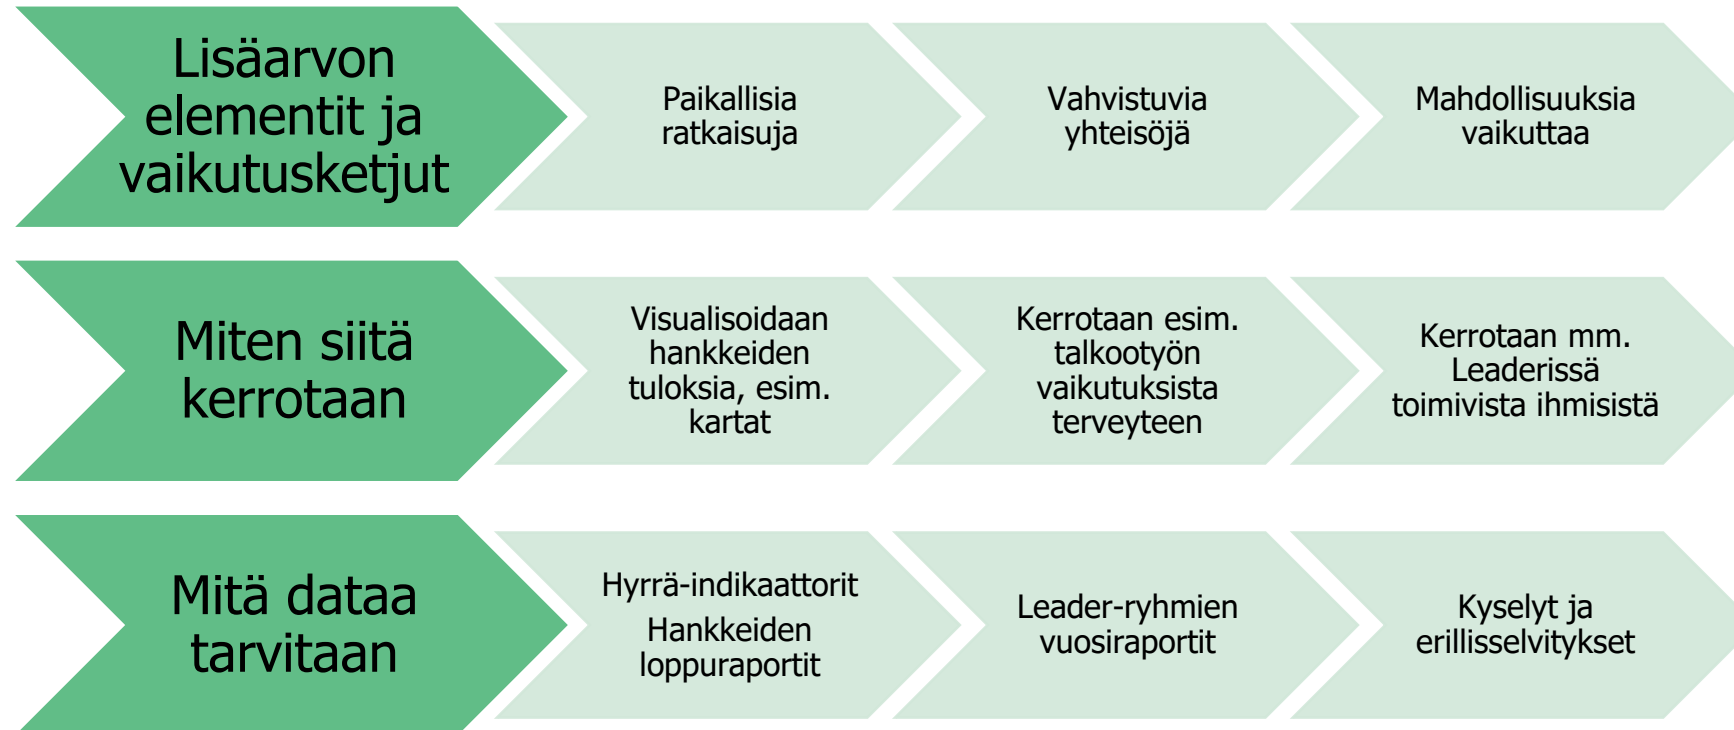 Lisäarvon
elementit ja
vaikutusketjut
Paikallisia
ratkaisuja
Vahvistuvia
yhteisöjä
Mahdollisuuksia
vaikuttaa
Miten siitä
kerrotaan
Visualisoidaan
hankkeiden
tuloksia, esim.
kartat
Kerrotaan esim.
talkootyön
vaikutuksista
terveyteen
Kerrotaan mm.
Leaderissä
toimivista ihmisistä
Mitä dataa
tarvitaan
Hyrrä-indikaattorit
Hankkeiden
loppuraportit
Leader-ryhmien
vuosiraportit
Kyselyt ja
erillisselvitykset